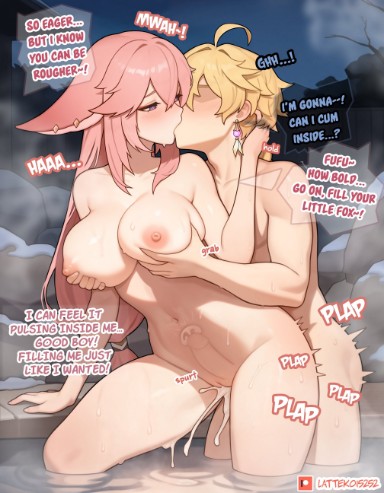 SO EAGER...
BUT I KNOW
YOU CAN BE
ROUGHER~!
MWAH~!
GHH...!
I'M GONNA~!
CAN I CUM
INSIDE...?
hold
HAAA...
FUFU~
HOW BOLD...
GO ON, FILL YOUR
LITTLE FOX~!
grab
I CAN FEEL IT
PULSING INSIDE ME..
GOOD BOY!
FILLING ME JUST
LIKE I WANTED!
PLAP
PLAP
PLAP
PLAP
spurt
LATTEKOI5252